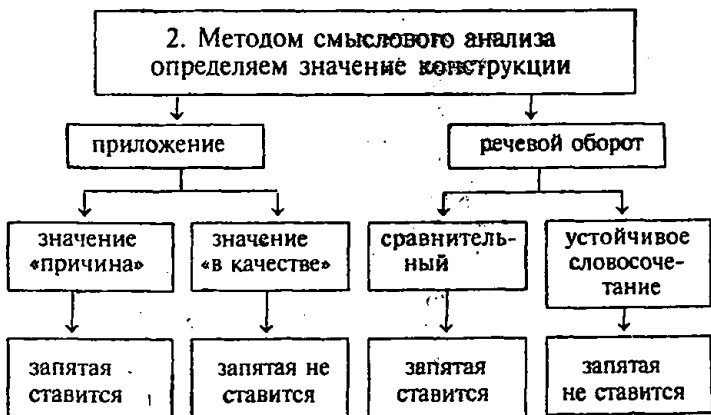 2. Методом смыслового анализа
определяем значение конструкции
приложение
речевой оборот
значение
«причина»
значение
«в качестве»
сравнитель-
ный
устойчивое
словосоче-
тание
запятая
ставится
запятая не
ставится
запятая
ставится
запятая
не ставится